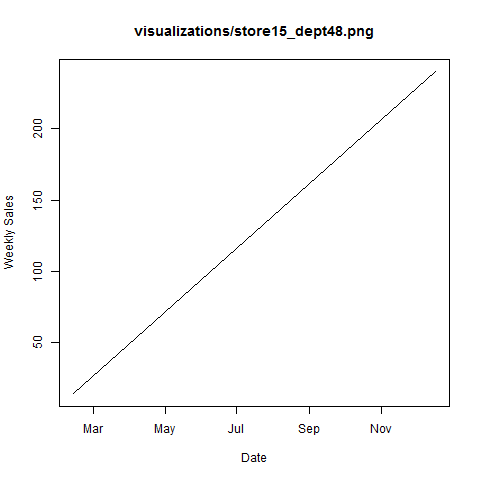 visualizations/store15_dept48.png
Weekly Sales
200
150
100
50
Mar May Jul Sep Nov
Date